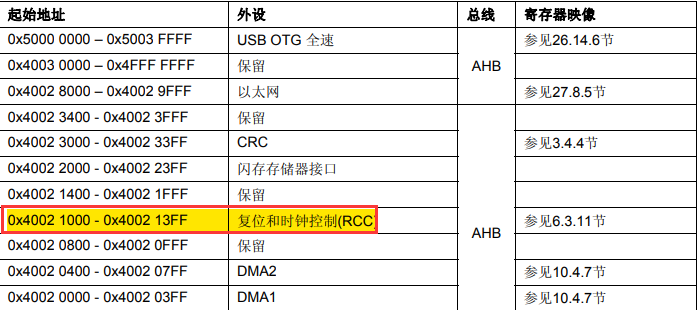 起始地址 外设 总线 寄存器映像
0x5000 0000 – 0x5003 FFFF USB OTG 全速 参见26.14.6节
0x4003 0000 – 0x4FFF FFFF 保留
AHB
0x4002 8000 – 0x4002 9FFF 以太网 参见27.8.5节
0x4002 3400 - 0x4002 3FFF 保留
0x4002 3000 - 0x4002 33FF CRC 参见3.4.4节
0x4002 2000 - 0x4002 23FF 闪存存储器接口
0x4002 1400 - 0x4002 1FFF 保留
0x4002 1000 - 0x4002 13FF 复位和时钟控制(RCC) 参见6.3.11节
AHB
0x4002 0800 - 0x4002 0FFF 保留
0x4002 0400 - 0x4002 07FF DMA2 参见10.4.7节
0x4002 0000 - 0x4002 03FF DMA1 参见10.4.7节